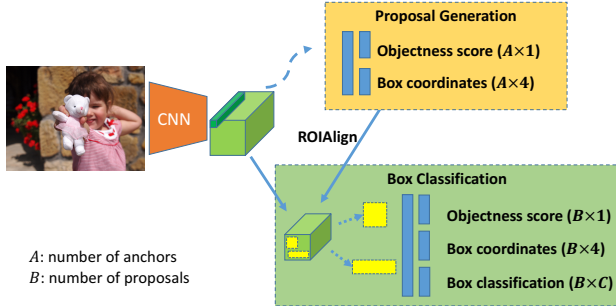 Proposal Generation
Objectness score (A×1)
Box coordinates (A×4)
CNN
ROIAlign
Box Classification
Objectness score (B×1)
Box coordinates (B×4)
Box classification (B×C)
A: number of anchors
B: number of proposals